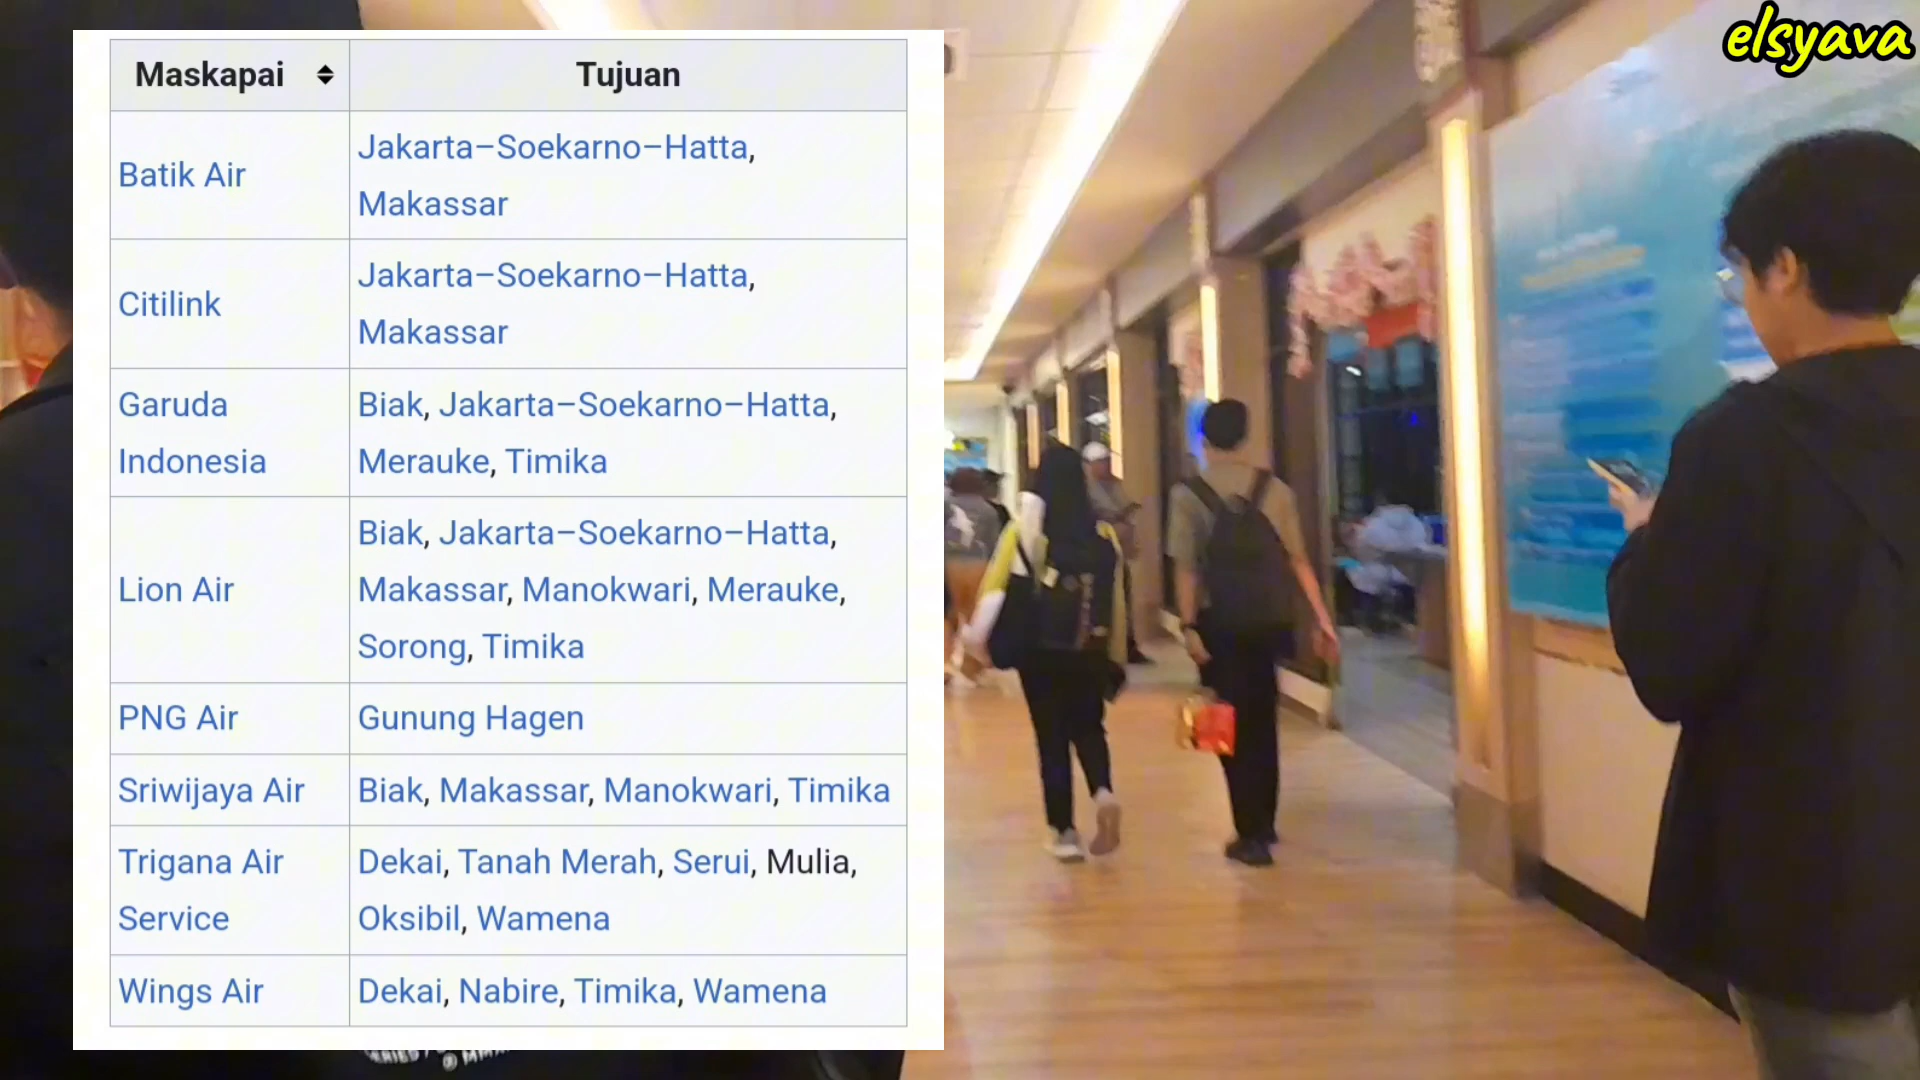 elsyava
Maskapai Tujuan
Batik Air Jakarta–Soekarno–Hatta,
Makassar
Citilink Jakarta–Soekarno–Hatta,
Makassar
Garuda Biak, Jakarta–Soekarno–Hatta,
Indonesia Merauke, Timika
Lion Air Biak, Jakarta–Soekarno–Hatta,
Makassar, Manokwari, Merauke,
Sorong, Timika
PNG Air Gunung Hagen
Sriwijaya Air Biak, Makassar, Manokwari, Timika
Trigana Air Dekai, Tanah Merah, Serui, Mulia,
Service Oksibil, Wamena
Wings Air Dekai, Nabire, Timika, Wamena